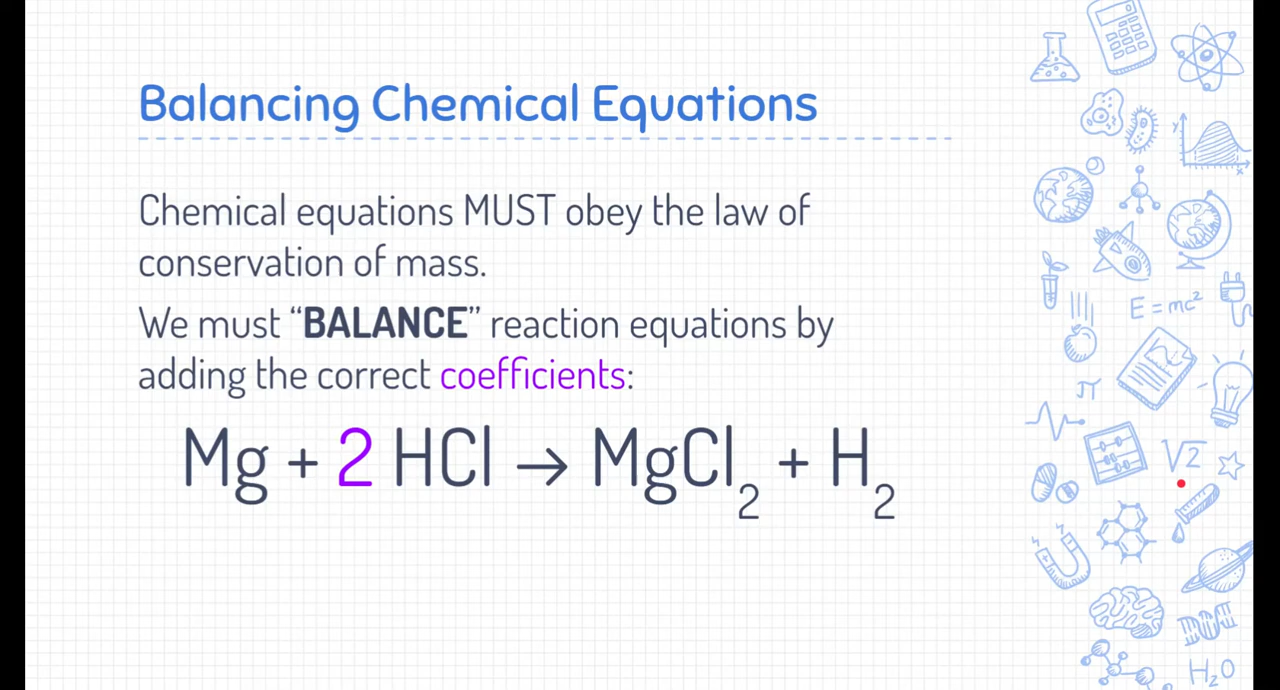 Balancing Chemical Equations
Chemical equations MUST obey the law of
conservation of mass.
We must “BALANCE” reaction equations by
adding the correct coefficients:
Mg + 2 HCl → MgCl₂ + H₂
y
x
E = mc²
π
√2
H₂O